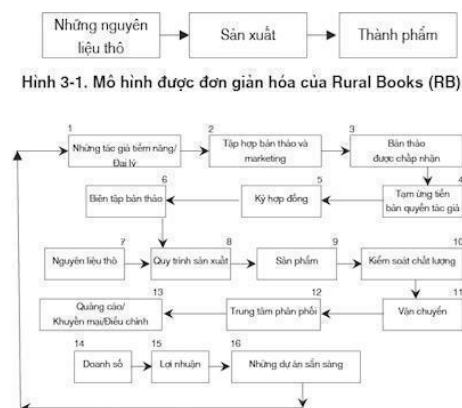 Những nguyên
liệu thô
Sản xuất
Thành phẩm
Hình 3-1. Mô hình được đơn giản hóa của Rural Books (RB)
1
Những tác giả tiềm năng/
Đại lý
2
Tập hợp bản thảo và
marketing
3
Bản thảo
được chấp nhận
4
Tạm ứng tiền
bản quyền tác giả
5
Ký hợp đồng
6
Biên tập bản thảo
7
Nguyên liệu thô
8
Quy trình sản xuất
9
Sản phẩm
10
Kiểm soát chất lượng
11
Vận chuyển
12
Trung tâm phân phối
13
Quảng cáo/
Khuyến mại/Điều chỉnh
14
Doanh số
15
Lợi nhuận
16
Những dự án sẵn sàng